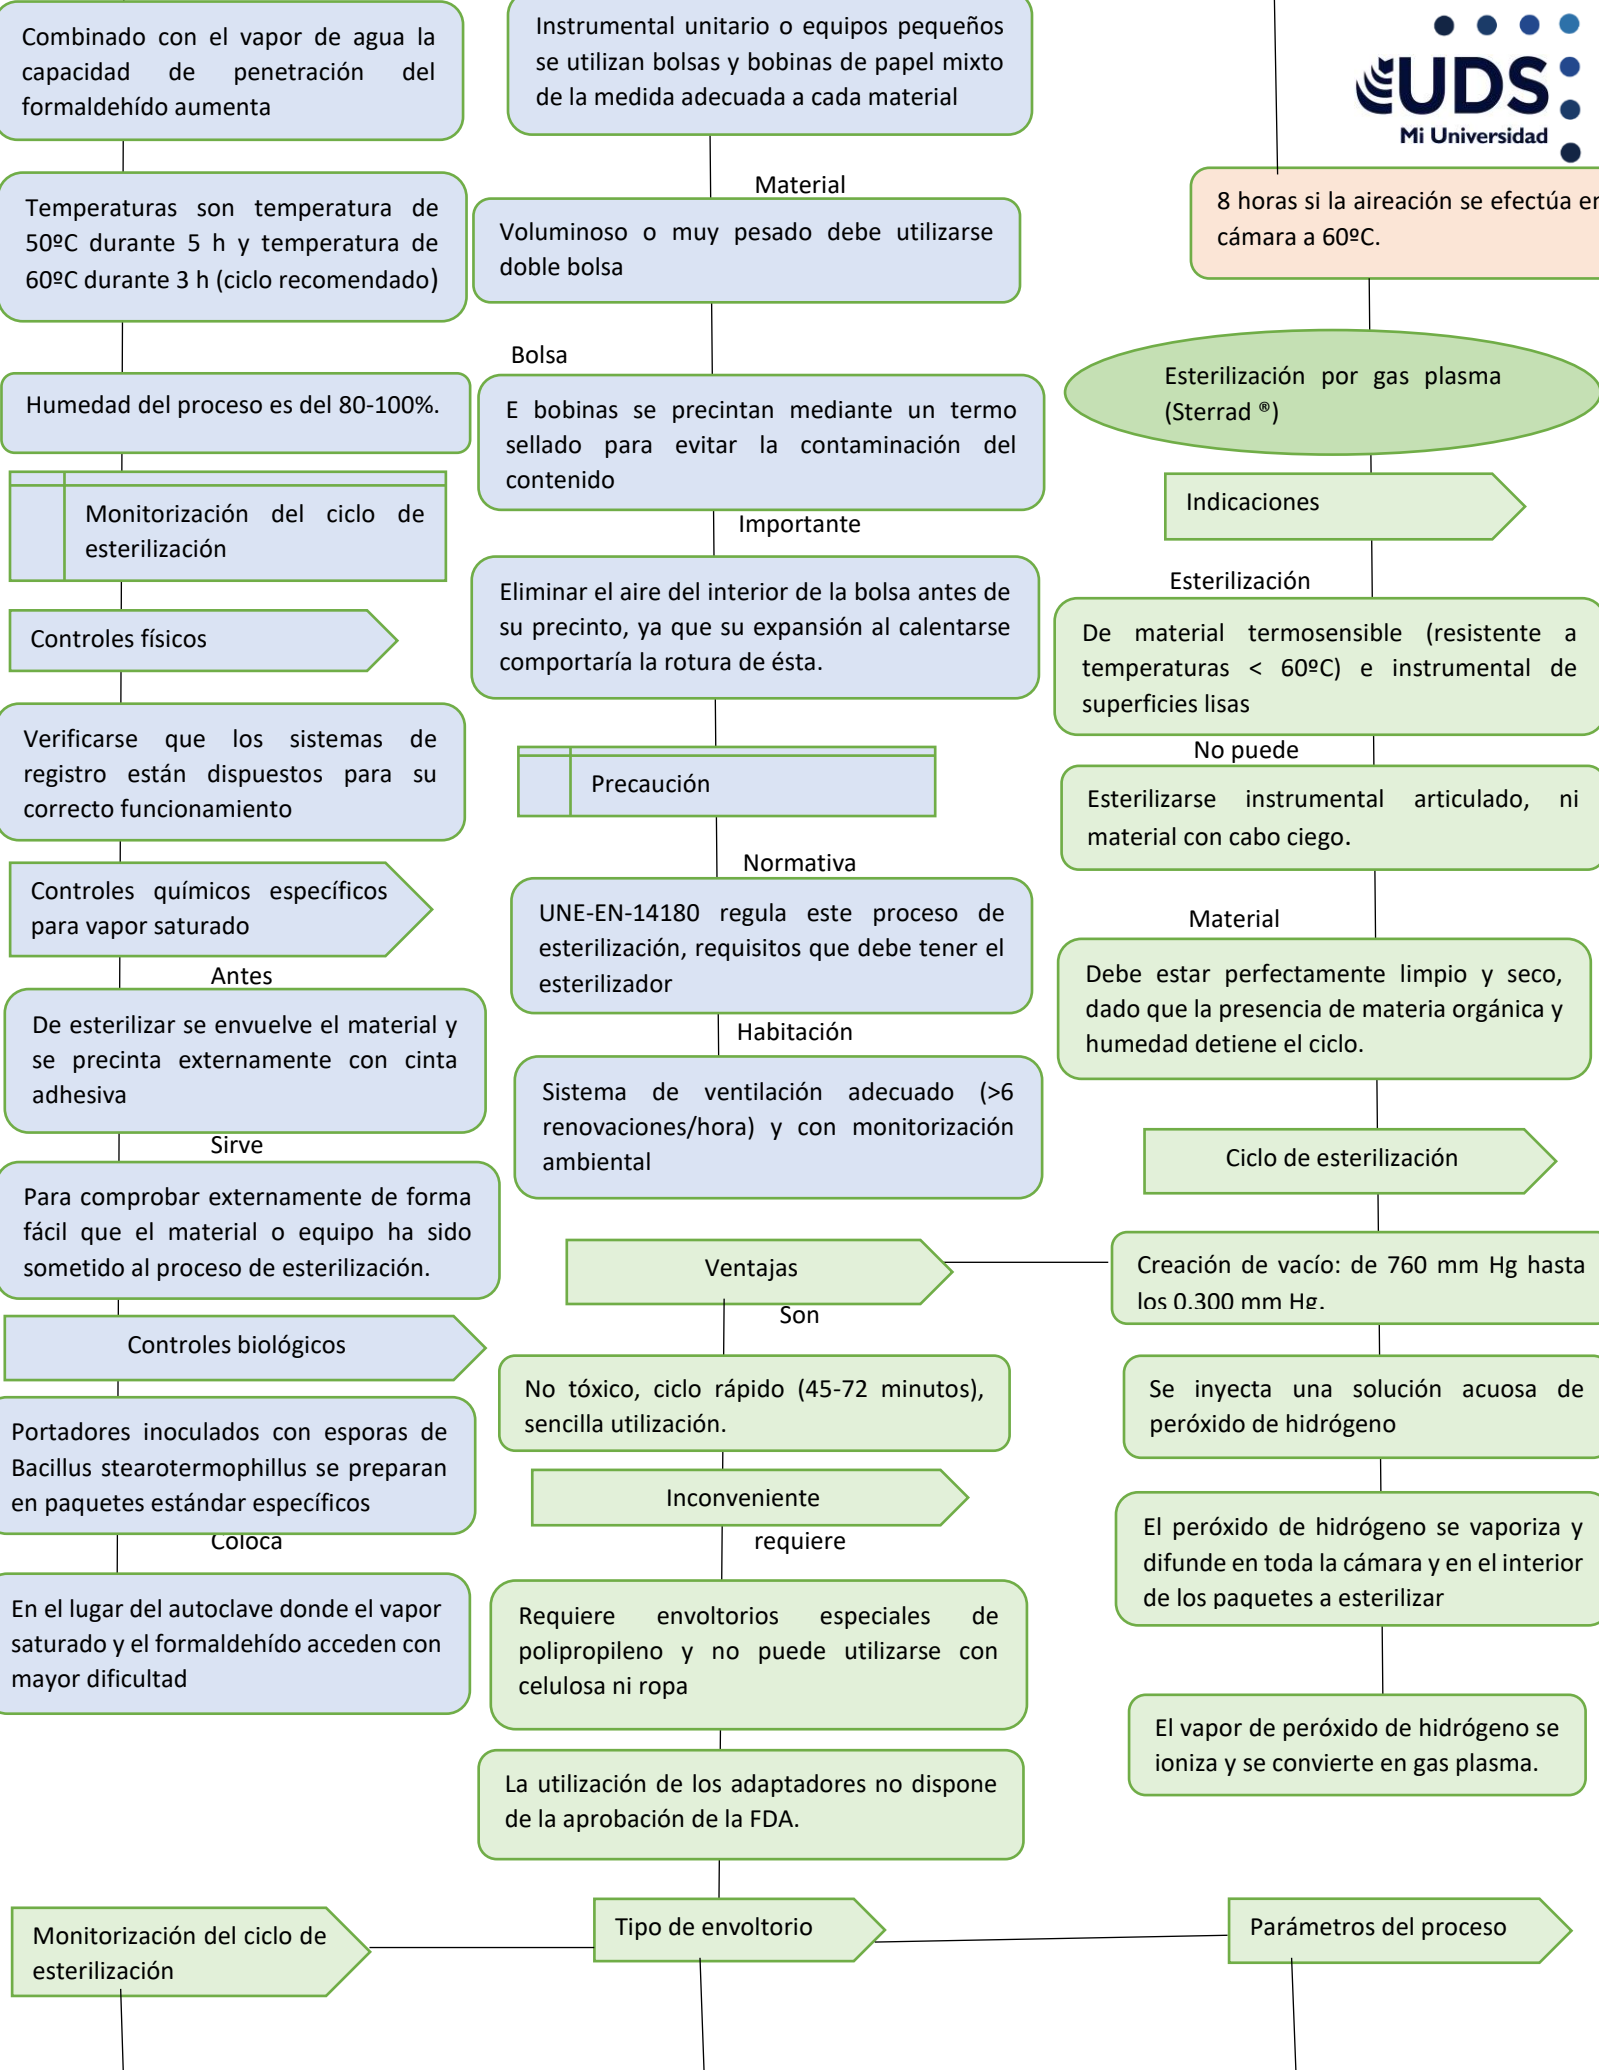 Combinado con el vapor de agua la
capacidad de penetración del
formaldehído aumenta
Temperaturas son temperatura de
50ºC durante 5 h y temperatura de
60ºC durante 3 h (ciclo recomendado)
Humedad del proceso es del 80-100%.
Monitorización del ciclo de
esterilización
Controles físicos
Verificarse que los sistemas de
registro están dispuestos para su
correcto funcionamiento
Controles químicos específicos
para vapor saturado
Antes
De esterilizar se envuelve el material y
se precinta externamente con cinta
adhesiva
Sirve
Para comprobar externamente de forma
fácil que el material o equipo ha sido
sometido al proceso de esterilización.
Controles biológicos
Portadores inoculados con esporas de
Bacillus stearotermophillus se preparan
en paquetes estándar específicos
Coloca
En el lugar del autoclave donde el vapor
saturado y el formaldehído acceden con
mayor dificultad
Instrumental unitario o equipos pequeños
se utilizan bolsas y bobinas de papel mixto
de la medida adecuada a cada material
Material
Voluminoso o muy pesado debe utilizarse
doble bolsa
Bolsa
E bobinas se precintan mediante un termo
sellado para evitar la contaminación del
contenido
Importante
Eliminar el aire del interior de la bolsa antes de
su precinto, ya que su expansión al calentarse
comportaría la rotura de ésta.
Precaución
Normativa
UNE-EN-14180 regula este proceso de
esterilización, requisitos que debe tener el
esterilizador
Habitación
Sistema de ventilación adecuado (>6
renovaciones/hora) y con monitorización
ambiental
Ventajas
Son
No tóxico, ciclo rápido (45-72 minutos),
sencilla utilización.
Inconveniente
requiere
Requiere envoltorios especiales de
polipropileno y no puede utilizarse con
celulosa ni ropa
La utilización de los adaptadores no dispone
de la aprobación de la FDA.
UDS
Mi Universidad
8 horas si la aireación se efectúa en
cámara a 60ºC.
Esterilización por gas plasma
(Sterrad ®)
Indicaciones
Esterilización
De material termosensible (resistente a
temperaturas < 60ºC) e instrumental de
superficies lisas
No puede
Esterilizarse instrumental articulado, ni
material con cabo ciego.
Material
Debe estar perfectamente limpio y seco,
dado que la presencia de materia orgánica y
humedad detiene el ciclo.
Ciclo de esterilización
Creación de vacío: de 760 mm Hg hasta
los 0.300 mm Hg.
Se inyecta una solución acuosa de
peróxido de hidrógeno
El peróxido de hidrógeno se vaporiza y
difunde en toda la cámara y en el interior
de los paquetes a esterilizar
El vapor de peróxido de hidrógeno se
ioniza y se convierte en gas plasma.
Monitorización del ciclo de
esterilización
Tipo de envoltorio
Parámetros del proceso